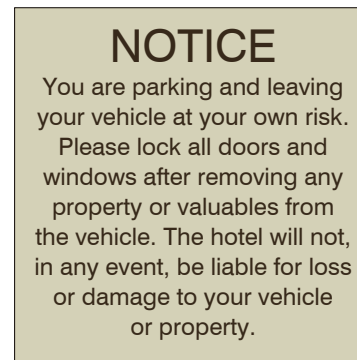 NOTICE
You are parking and leaving
your vehicle at your own risk.
Please lock all doors and
windows after removing any
property or valuables from
the vehicle. The hotel will not,
in any event, be liable for loss
or damage to your vehicle
or property.